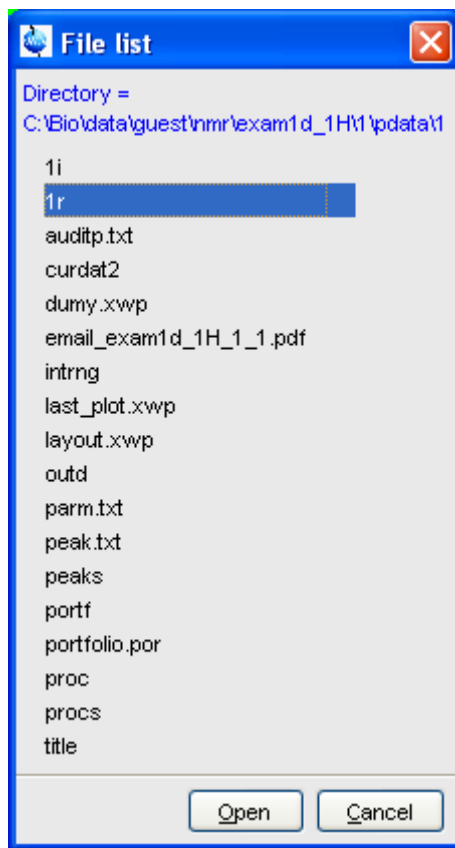 File list
Directory =
C:\Bio\data\guest\nmr\exam1d_1H\1\pdata\1
1i
1r
auditp.txt
curdat2
dumy.xwp
email_exam1d_1H_1_1.pdf
intrng
last_plot.xwp
layout.xwp
outd
parm.txt
peak.txt
peaks
portf
portfolio.por
proc
procs
title
Open Cancel